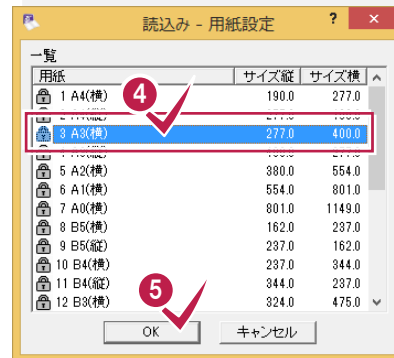 読込み - 用紙設定 ? ×
一覧
用紙 サイズ縦 サイズ横
1 A4(横) 190.0 277.0
4
3 A3(横) 277.0 400.0
5 A2(横) 380.0 554.0
6 A1(横) 554.0 801.0
7 A0(横) 801.0 1149.0
8 B5(横) 162.0 237.0
9 B5(縦) 237.0 162.0
10 B4(横) 237.0 344.0
11 B4(縦) 344.0 237.0
12 B3(横) 324.0 475.0
5
OK キャンセル